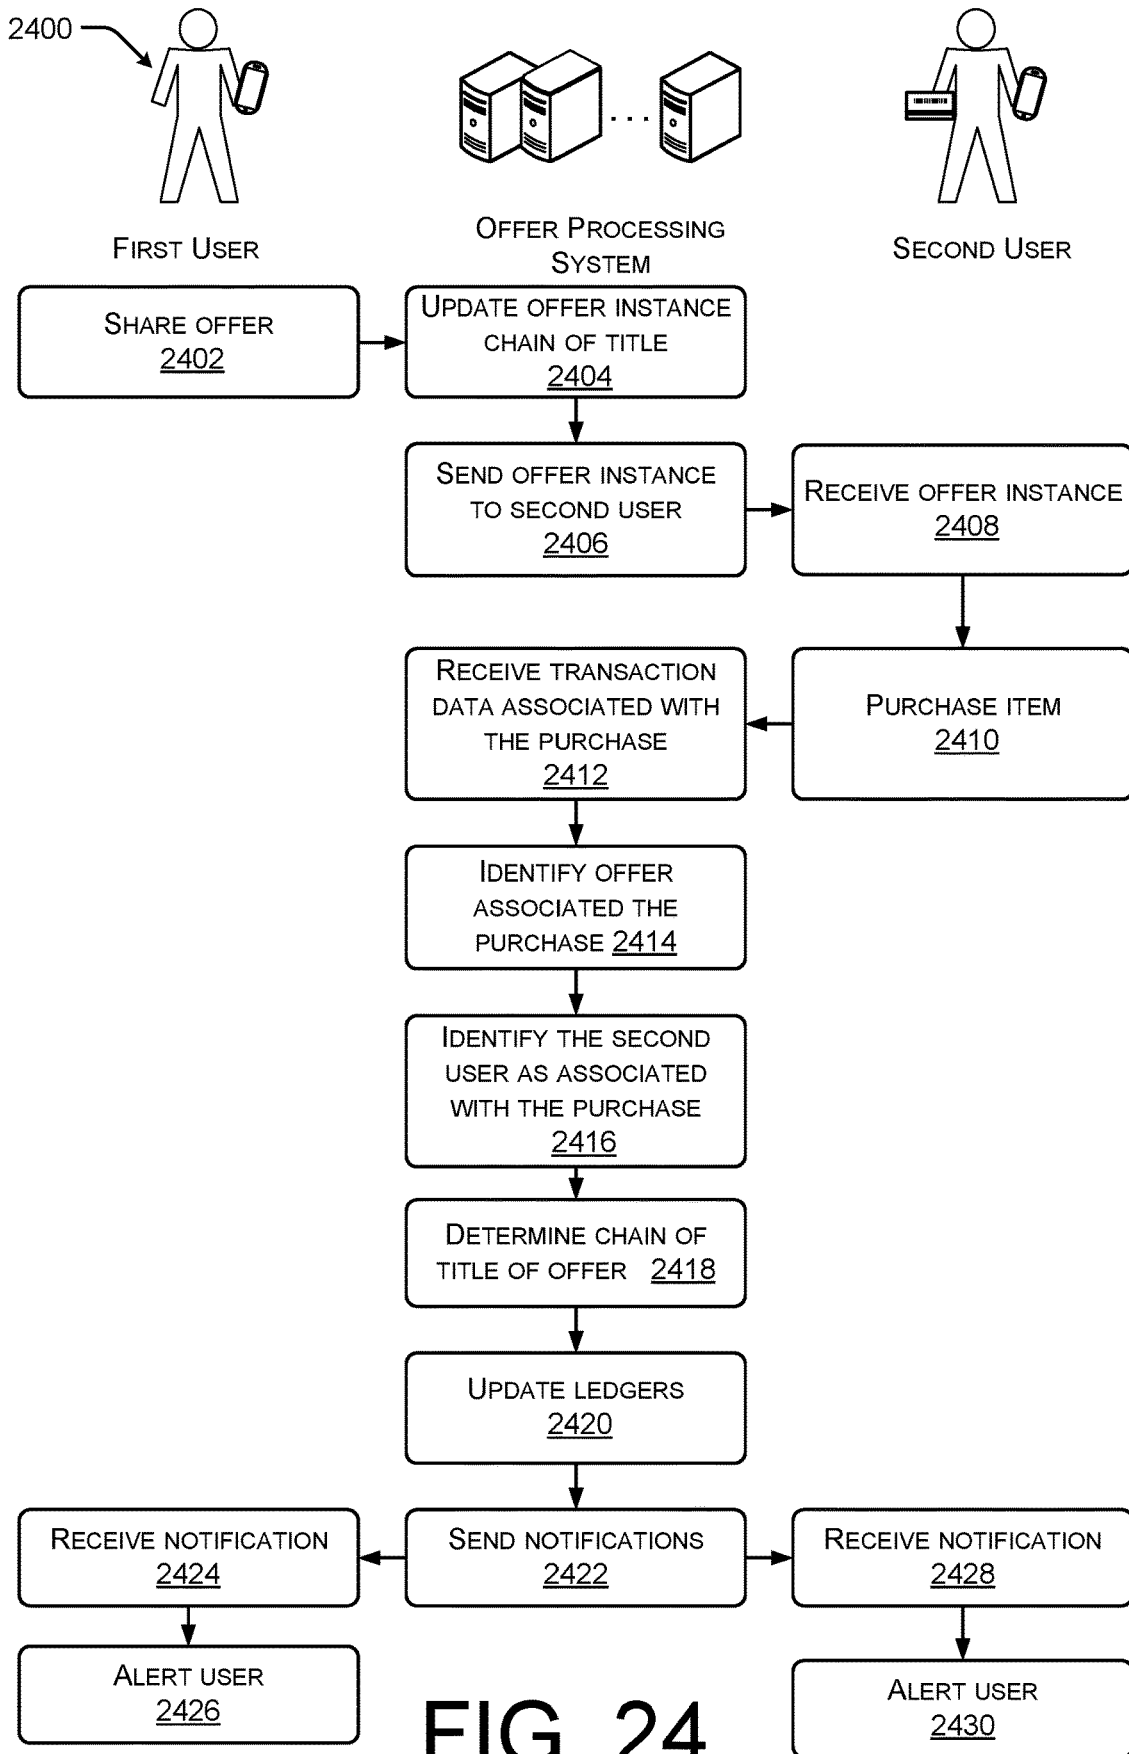 2400
FIRST USER
OFFER PROCESSING
SYSTEM
SECOND USER
SHARE OFFER
2402
UPDATE OFFER INSTANCE
CHAIN OF TITLE
2404
SEND OFFER INSTANCE
TO SECOND USER
2406
RECEIVE OFFER INSTANCE
2408
RECEIVE TRANSACTION
DATA ASSOCIATED WITH
THE PURCHASE
2412
PURCHASE ITEM
2410
IDENTIFY OFFER
ASSOCIATED THE
PURCHASE 2414
IDENTIFY THE SECOND
USER AS ASSOCIATED
WITH THE PURCHASE
2416
DETERMINE CHAIN OF
TITLE OF OFFER 2418
UPDATE LEDGERS
2420
RECEIVE NOTIFICATION
2424
SEND NOTIFICATIONS
2422
RECEIVE NOTIFICATION
2428
ALERT USER
2426
ALERT USER
2430
FIG. 24